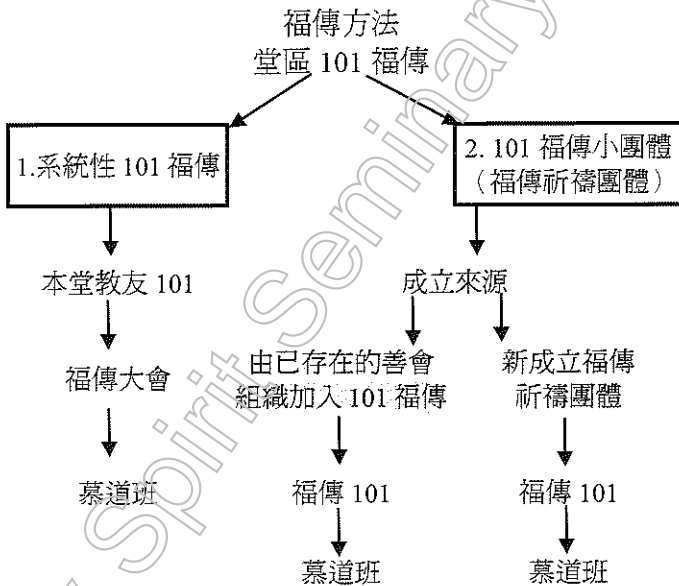 福傳方法
堂區 101 福傳
1.系統性 101 福傳
2. 101 福傳小團體
（福傳祈禱團體）
本堂教友 101
成立來源
福傳大會
由已存在的善會
組織加入 101 福傳
新成立福傳
祈禱團體
慕道班
福傳 101
福傳 101
慕道班
慕道班
Spirit Seminary